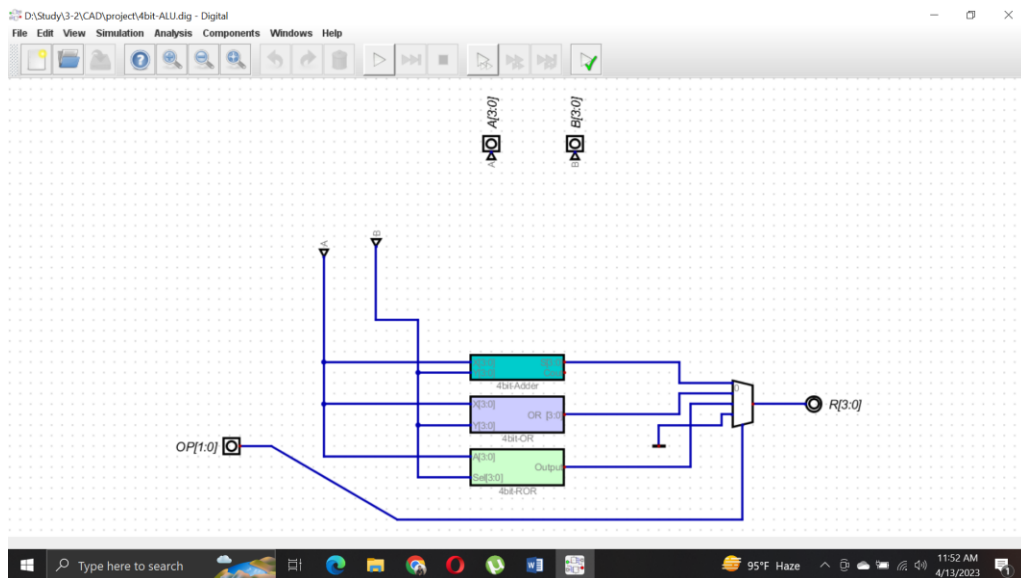 D:\Study\3-2\CAD\project\4bit-ALU.dig - Digital
File Edit View Simulation Analysis Components Windows Help
A[3:0]
B[3:0]
A
B
A
B
4bit-Adder
X[3:0]
OR [3:0]
Y[3:0]
4bit-OR
A[3:0]
Output
Sel[3:0]
4bit-ROR
0
R[3:0]
OP[1:0]
Type here to search
95°F Haze
11:52 AM
4/13/2023
1